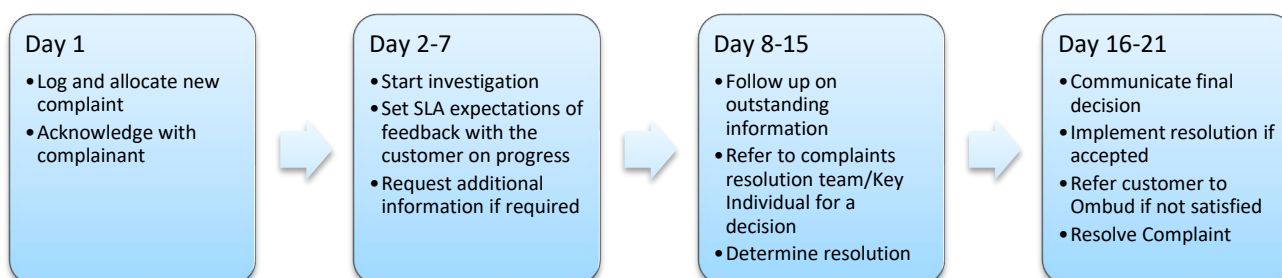 Day 1
•Log and allocate new
complaint
•Acknowledge with
complainant
Day 2-7
•Start investigation
•Set SLA expectations of
feedback with the
customer on progress
•Request additional
information if required
Day 8-15
•Follow up on
outstanding
information
•Refer to complaints
resolution team/Key
Individual for a
decision
•Determine resolution
Day 16-21
•Communicate final
decision
•Implement resolution if
accepted
•Refer customer to
Ombud if not satisfied
•Resolve Complaint